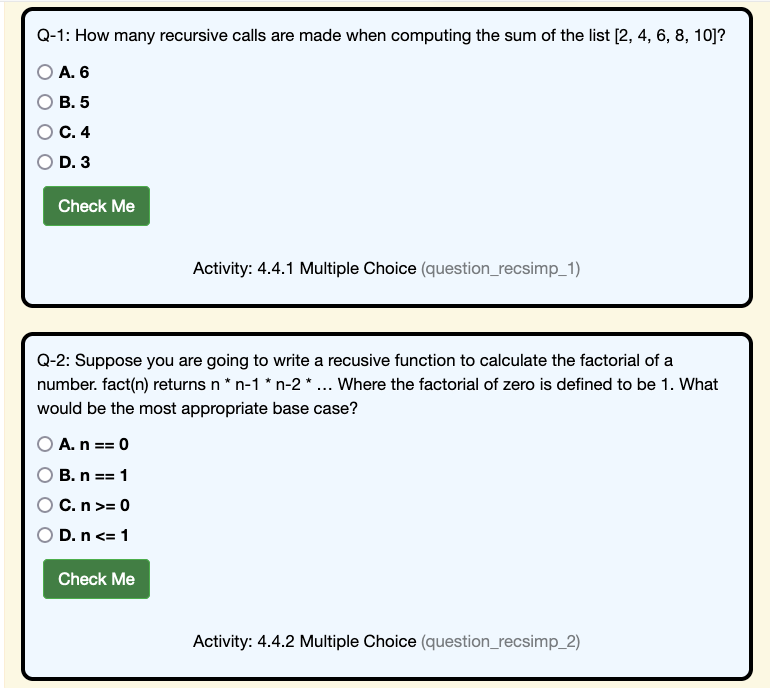 Q-1: How many recursive calls are made when computing the sum of the list [2, 4, 6, 8, 10]?
A. 6
B. 5
C. 4
D. 3
Check Me
Activity: 4.4.1 Multiple Choice (question_recsimp_1)
Q-2: Suppose you are going to write a recusive function to calculate the factorial of a
number. fact(n) returns n * n-1 * n-2 * … Where the factorial of zero is defined to be 1. What
would be the most appropriate base case?
A. n == 0
B. n == 1
C. n >= 0
D. n <= 1
Check Me
Activity: 4.4.2 Multiple Choice (question_recsimp_2)